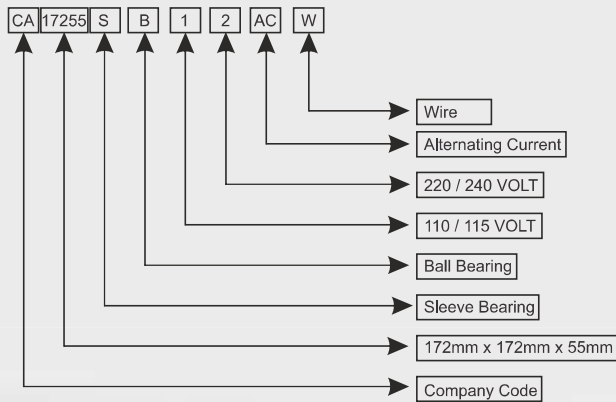 CA 17255 S B 1 2 AC W
Wire
Alternating Current
220 / 240 VOLT
110 / 115 VOLT
Ball Bearing
Sleeve Bearing
172mm x 172mm x 55mm
Company Code